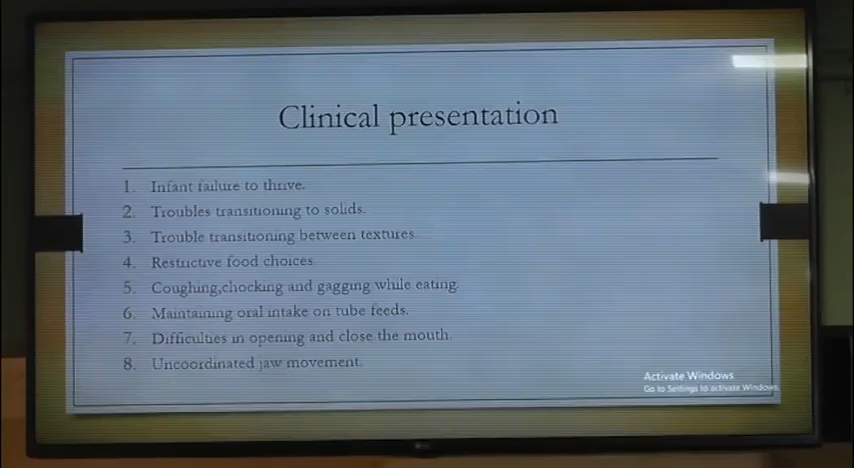 Clinical presentation
1. Infant failure to thrive.
2. Troubles transitioning to solids.
3. Trouble transitioning between textures
4. Restrictive food choices
5. Coughing,chocking and gagging while eating.
6. Maintaining oral intake on tube feeds.
7. Difficulties in opening and close the mouth.
8. Uncoordinated jaw movement.
Activate Windows
Go to Settings to activate Windows.